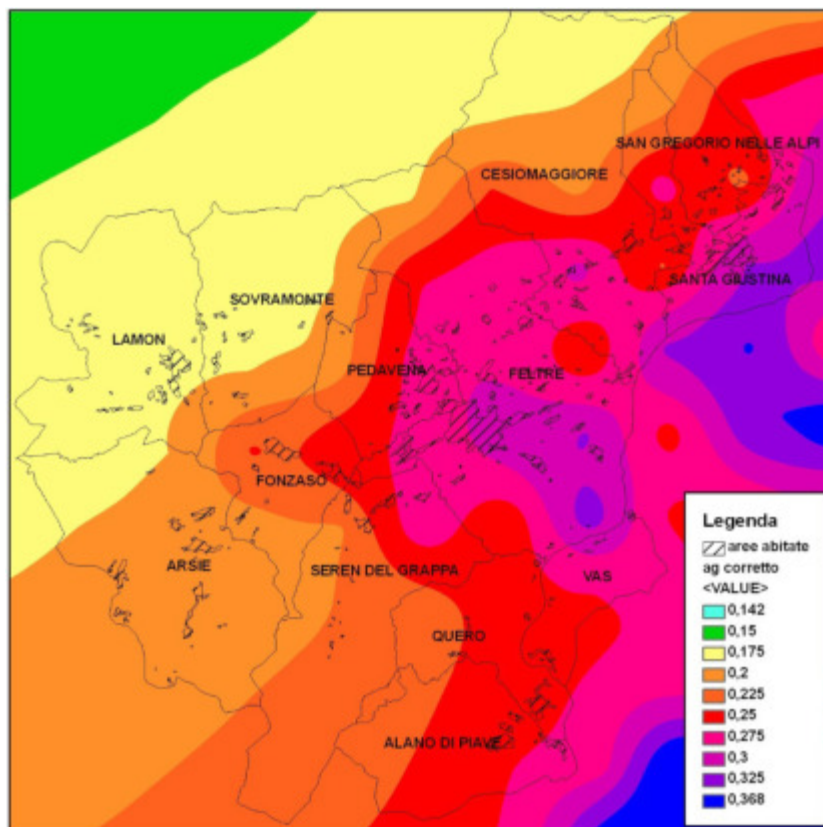 SAN GREGORIO NELLE ALPI
CESIOMAGGIORE
SANTA GIUSTINA
SOVRAMONTE
LAMON
PEDAVENA
FELTRE
FONZASO
ARSIE
SEREN DEL GRAPPA
VAS
QUERO
ALANO DI PIAVE
Legenda
aree abitate
ag corretto
<VALUE>
0,142
0,15
0,175
0,2
0,225
0,25
0,275
0,3
0,325
0,368